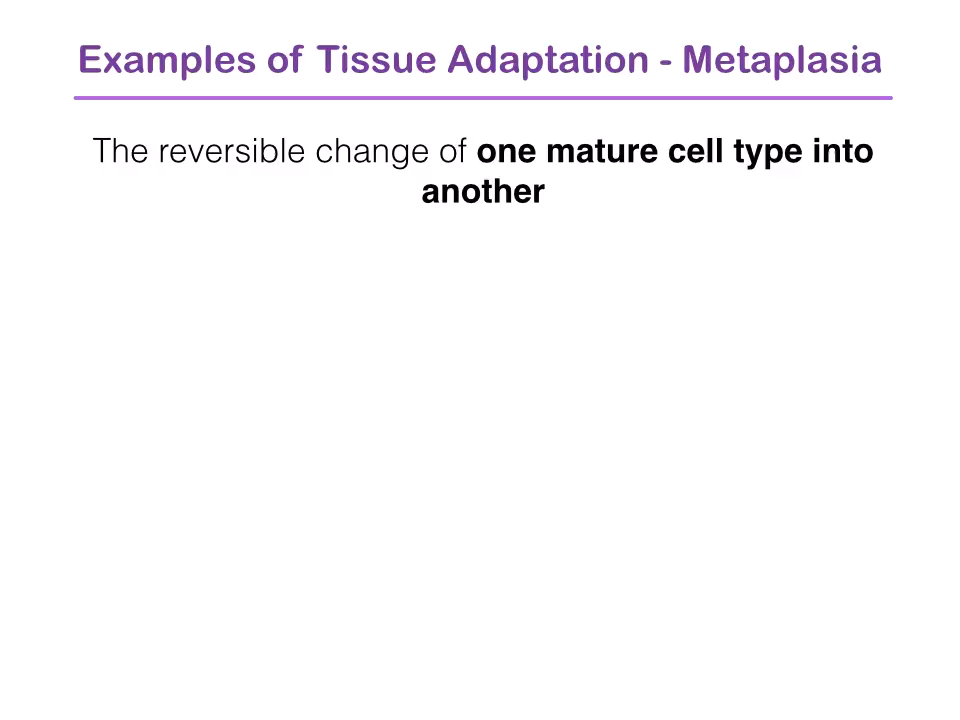 Examples of Tissue Adaptation - Metaplasia
The reversible change of one mature cell type into
another